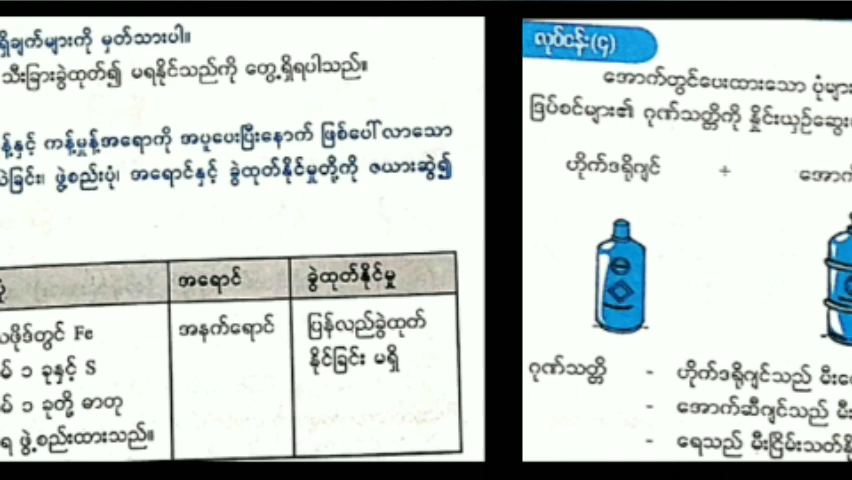 ရှိချက်များကို မှတ်သားပါ။
သီးခြားခွဲထုတ်၍ မရနိုင်သည်ကို တွေ့ရှိရပါသည်။
န့်နှင့် ကန့်မှုန့်အရောကို အပူပေးပြီးနောက် ဖြစ်ပေါ်လာသော
ဲခြင်း၊ ဖွဲ့စည်းပုံ၊ အရောင်နှင့် ခွဲထုတ်နိုင်မှုတို့ကို ဇယားဆွဲ၍
ပုံ အရောင် ခွဲထုတ်နိုင်မှု
ဖိုဒ်တွင် Fe အနက်ရောင် ပြန်လည်ခွဲထုတ်
မ် ၁ ခုနှင့် S နိုင်ခြင်း မရှိ
မ် ၁ ခုတို့ ဓာတု
ရ ဖွဲ့စည်းထားသည်။
လုပ်ငန်း(၄)
အောက်တွင်ပေးထားသော ပုံများ
ဒြပ်စင်များ၏ ဂုဏ်သတ္တိကို နှိုင်းယှဉ်ဆွေး
ဟိုက်ဒရိုဂျင် + အောက်
ဂုဏ်သတ္တိ - ဟိုက်ဒရိုဂျင်သည် မီး
- အောက်ဆီဂျင်သည် မီး
- ရေသည် မီးငြိမ်းသတ်နို